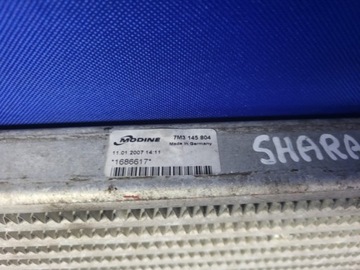 MODINE
7M3 145 804
Made in Germany
11.01.2007 14:11
*1686617*
SHARA